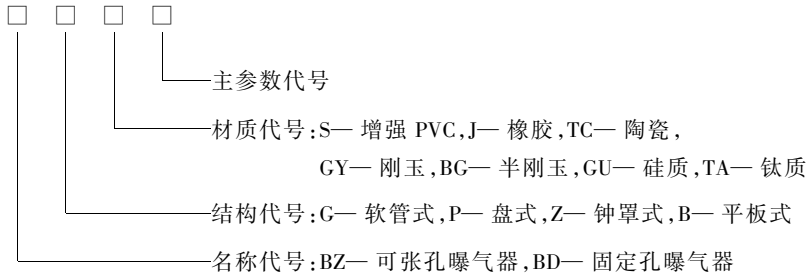 □ □ □ □
主参数代号
材质代号:S—增强 PVC,J—橡胶,TC—陶瓷,
GY—刚玉,BG—半刚玉,GU—硅质,TA—钛质
结构代号:G—软管式,P—盘式,Z—钟罩式,B—平板式
名称代号:BZ—可张孔曝气器,BD—固定孔曝气器